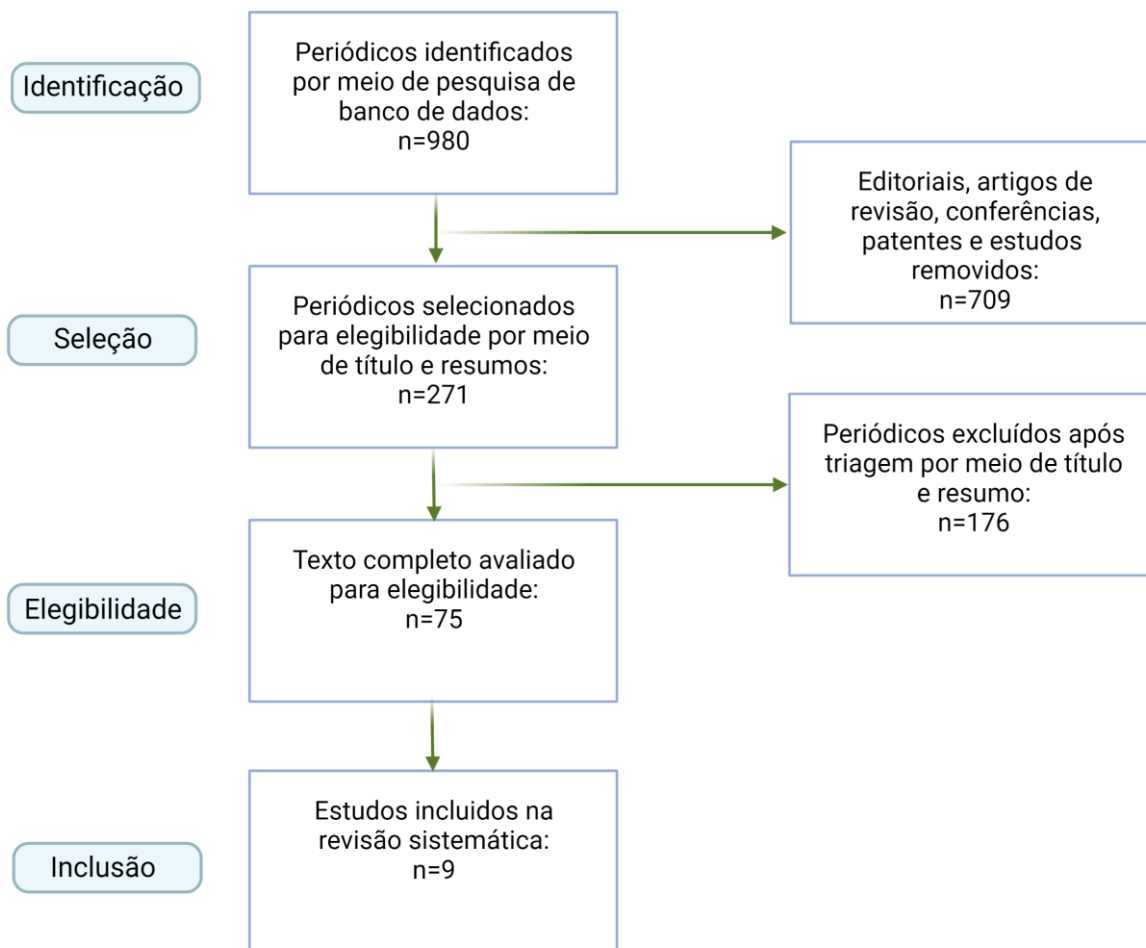 Identificação
Periódicos identificados
por meio de pesquisa de
banco de dados:
n=980
Editoriais, artigos de
revisão, conferências,
patentes e estudos
removidos:
n=709
Seleção
Periódicos selecionados
para elegibilidade por meio
de título e resumos:
n=271
Periódicos excluídos após
triagem por meio de título
e resumo:
n=176
Elegibilidade
Texto completo avaliado
para elegibilidade:
n=75
Inclusão
Estudos incluidos na
revisão sistemática:
n=9